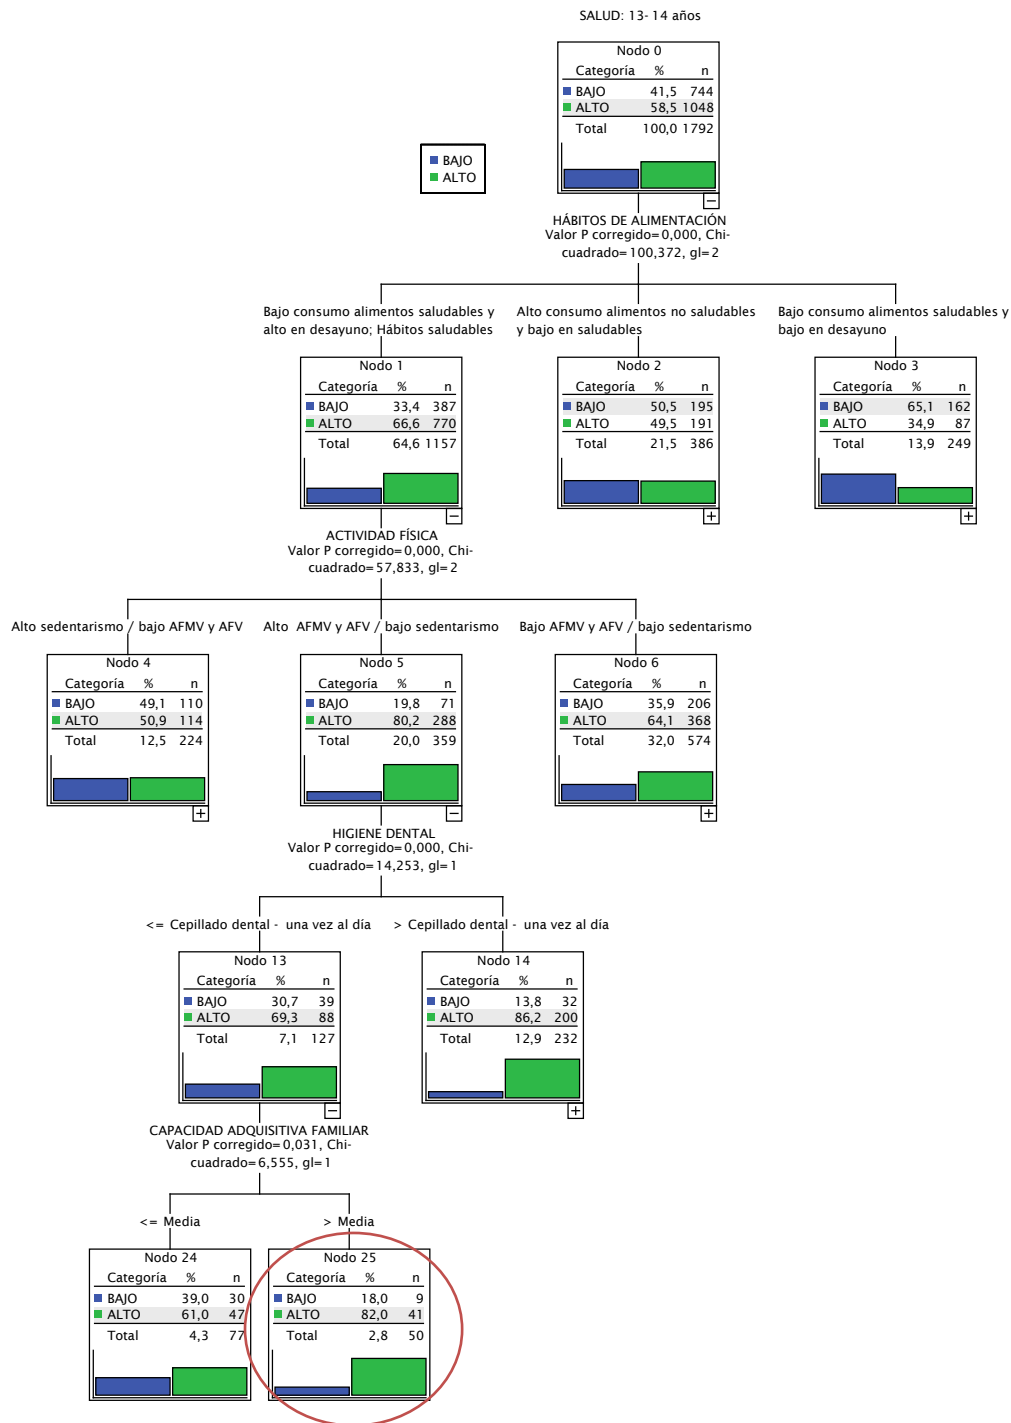 SALUD: 13- 14 años
Nodo 0
Categoría % n
BAJO 41,5 744
ALTO 58,5 1048
Total 100,0 1792
BAJO
ALTO
HÁBITOS DE ALIMENTACIÓN
Valor P corregido=0,000, Chi-
cuadrado=100,372, gl=2
Bajo consumo alimentos saludables y
alto en desayuno; Hábitos saludables
Alto consumo alimentos no saludables
y bajo en saludables
Bajo consumo alimentos saludables y
bajo en desayuno
Nodo 1
Categoría % n
BAJO 33,4 387
ALTO 66,6 770
Total 64,6 1157
Nodo 2
Categoría % n
BAJO 50,5 195
ALTO 49,5 191
Total 21,5 386
Nodo 3
Categoría % n
BAJO 65,1 162
ALTO 34,9 87
Total 13,9 249
ACTIVIDAD FÍSICA
Valor P corregido=0,000, Chi-
cuadrado=57,833, gl=2
Alto sedentarismo / bajo AFMV y AFV
Alto AFMV y AFV / bajo sedentarismo
Bajo AFMV y AFV / bajo sedentarismo
Nodo 4
Categoría % n
BAJO 49,1 110
ALTO 50,9 114
Total 12,5 224
Nodo 5
Categoría % n
BAJO 19,8 71
ALTO 80,2 288
Total 20,0 359
Nodo 6
Categoría % n
BAJO 35,9 206
ALTO 64,1 368
Total 32,0 574
HIGIENE DENTAL
Valor P corregido=0,000, Chi-
cuadrado=14,253, gl=1
<= Cepillado dental - una vez al día
> Cepillado dental - una vez al día
Nodo 13
Categoría % n
BAJO 30,7 39
ALTO 69,3 88
Total 7,1 127
Nodo 14
Categoría % n
BAJO 13,8 32
ALTO 86,2 200
Total 12,9 232
CAPACIDAD ADQUISITIVA FAMILIAR
Valor P corregido=0,031, Chi-
cuadrado=6,555, gl=1
<= Media
> Media
Nodo 24
Categoría % n
BAJO 39,0 30
ALTO 61,0 47
Total 4,3 77
Nodo 25
Categoría % n
BAJO 18,0 9
ALTO 82,0 41
Total 2,8 50